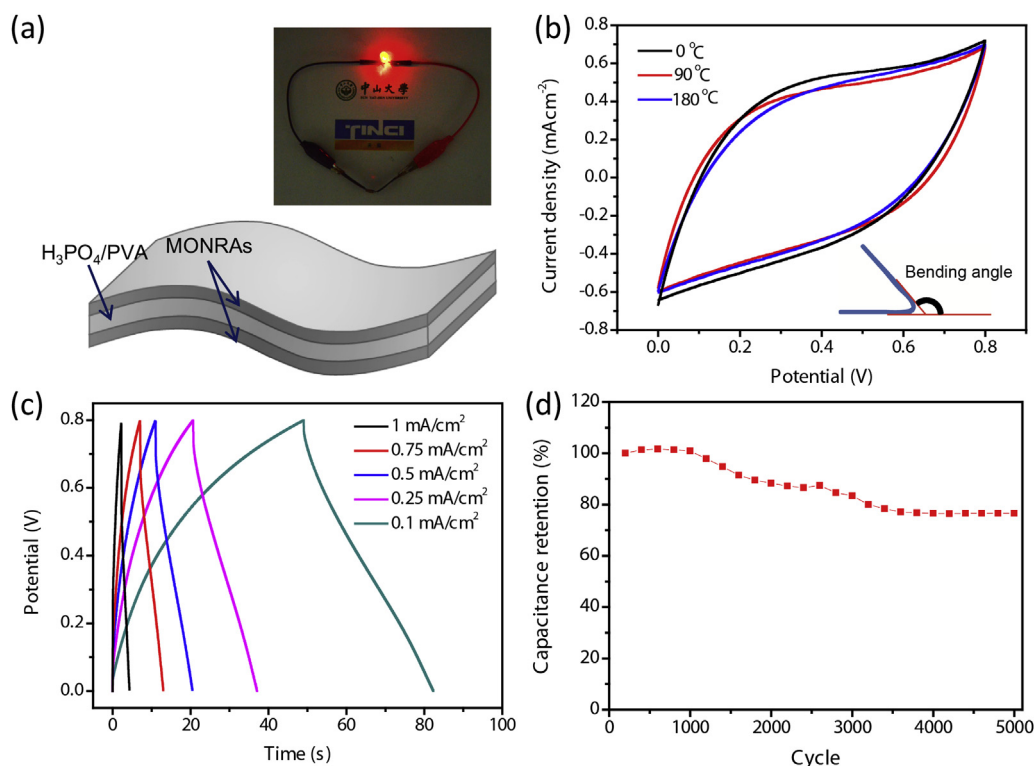 (a)
中山大學
SUN YAT-SEN UNIVERSITY
TINCI
H₃PO₄/PVA
MONRAs
(b)
0 °C
90 °C
180 °C
Current density (mAcm⁻²)
0.8
0.6
0.4
0.2
0.0
-0.2
-0.4
-0.6
-0.8
Bending angle
0.0 0.2 0.4 0.6 0.8
Potential (V)
(c)
1 mA/cm²
0.75 mA/cm²
0.5 mA/cm²
0.25 mA/cm²
0.1 mA/cm²
Potential (V)
0.8
0.6
0.4
0.2
0.0
0 20 40 60 80 100
Time (s)
(d)
Capacitance retention (%)
120
100
80
60
40
20
0
0 1000 2000 3000 4000 5000
Cycle